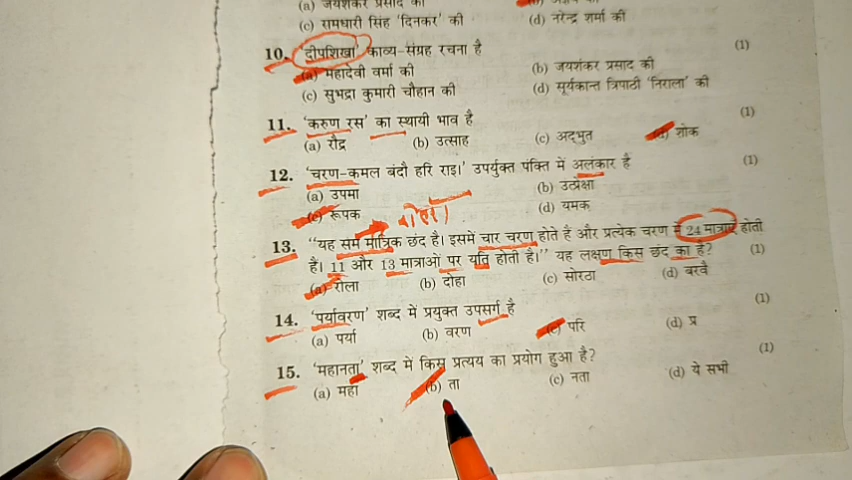 (a) जयशंकर प्रसाद की
(c) रामधारी सिंह 'दिनकर' की (d) नरेन्द्र शर्मा की
10. 'दीपशिखा' काव्य-संग्रह रचना है (1)
(a) महादेवी वर्मा की (b) जयशंकर प्रसाद की
(c) सुभद्रा कुमारी चौहान की (d) सूर्यकान्त त्रिपाठी 'निराला' की
11. 'करुण रस' का स्थायी भाव है (1)
(a) रौद्र (b) उत्साह (c) अद्भुत (d) शोक
12. 'चरण-कमल बंदौ हरि राइ।' उपर्युक्त पंक्ति में अलंकार है (1)
(a) उपमा (b) उत्प्रेक्षा
(c) रूपक (d) यमक
13. "यह सम मात्रिक छंद है। इसमें चार चरण होते हैं और प्रत्येक चरण में 24 मात्राएँ होती
हैं। 11 और 13 मात्राओं पर यति होती है।" यह लक्षण किस छंद का है? (1)
(a) रोला (b) दोहा (c) सोरठा (d) बरवै
14. 'पर्यावरण' शब्द में प्रयुक्त उपसर्ग है (1)
(a) पर्या (b) वरण (c) परि (d) प्र
15. 'महानता' शब्द में किस प्रत्यय का प्रयोग हुआ है? (1)
(a) महा (b) ता (c) नता (d) ये सभी